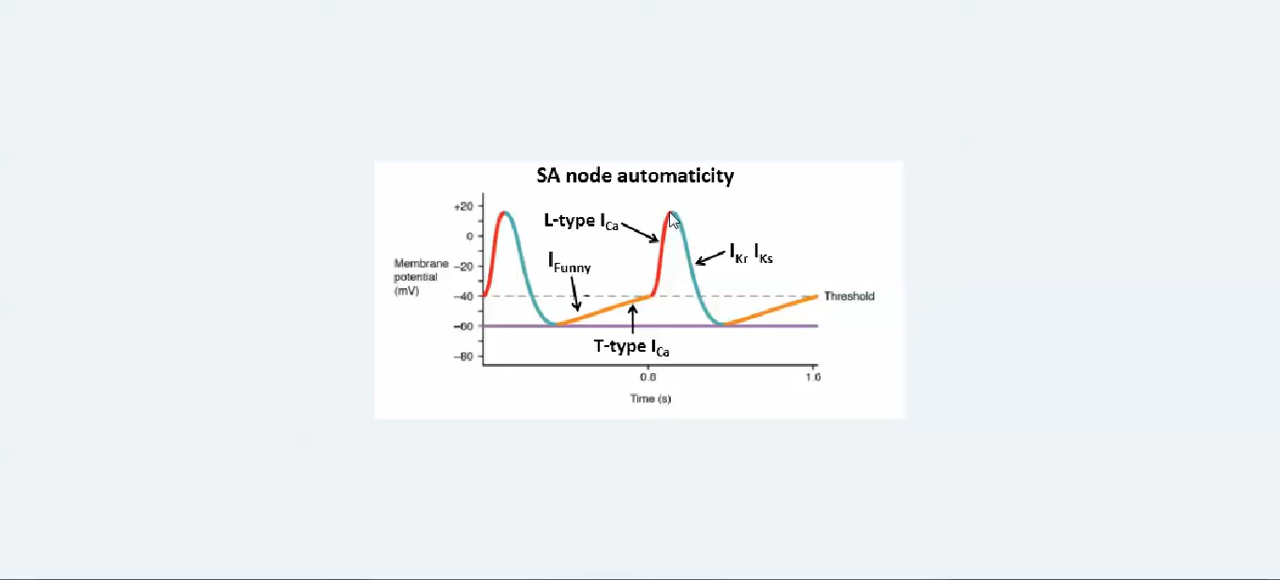 SA node automaticity
+20
L-type ICa
0
IKr IKs
Membrane
potential
(mV)
IFunny
−20
−40
Threshold
−60
T-type ICa
−80
0.8
1.6
Time (s)